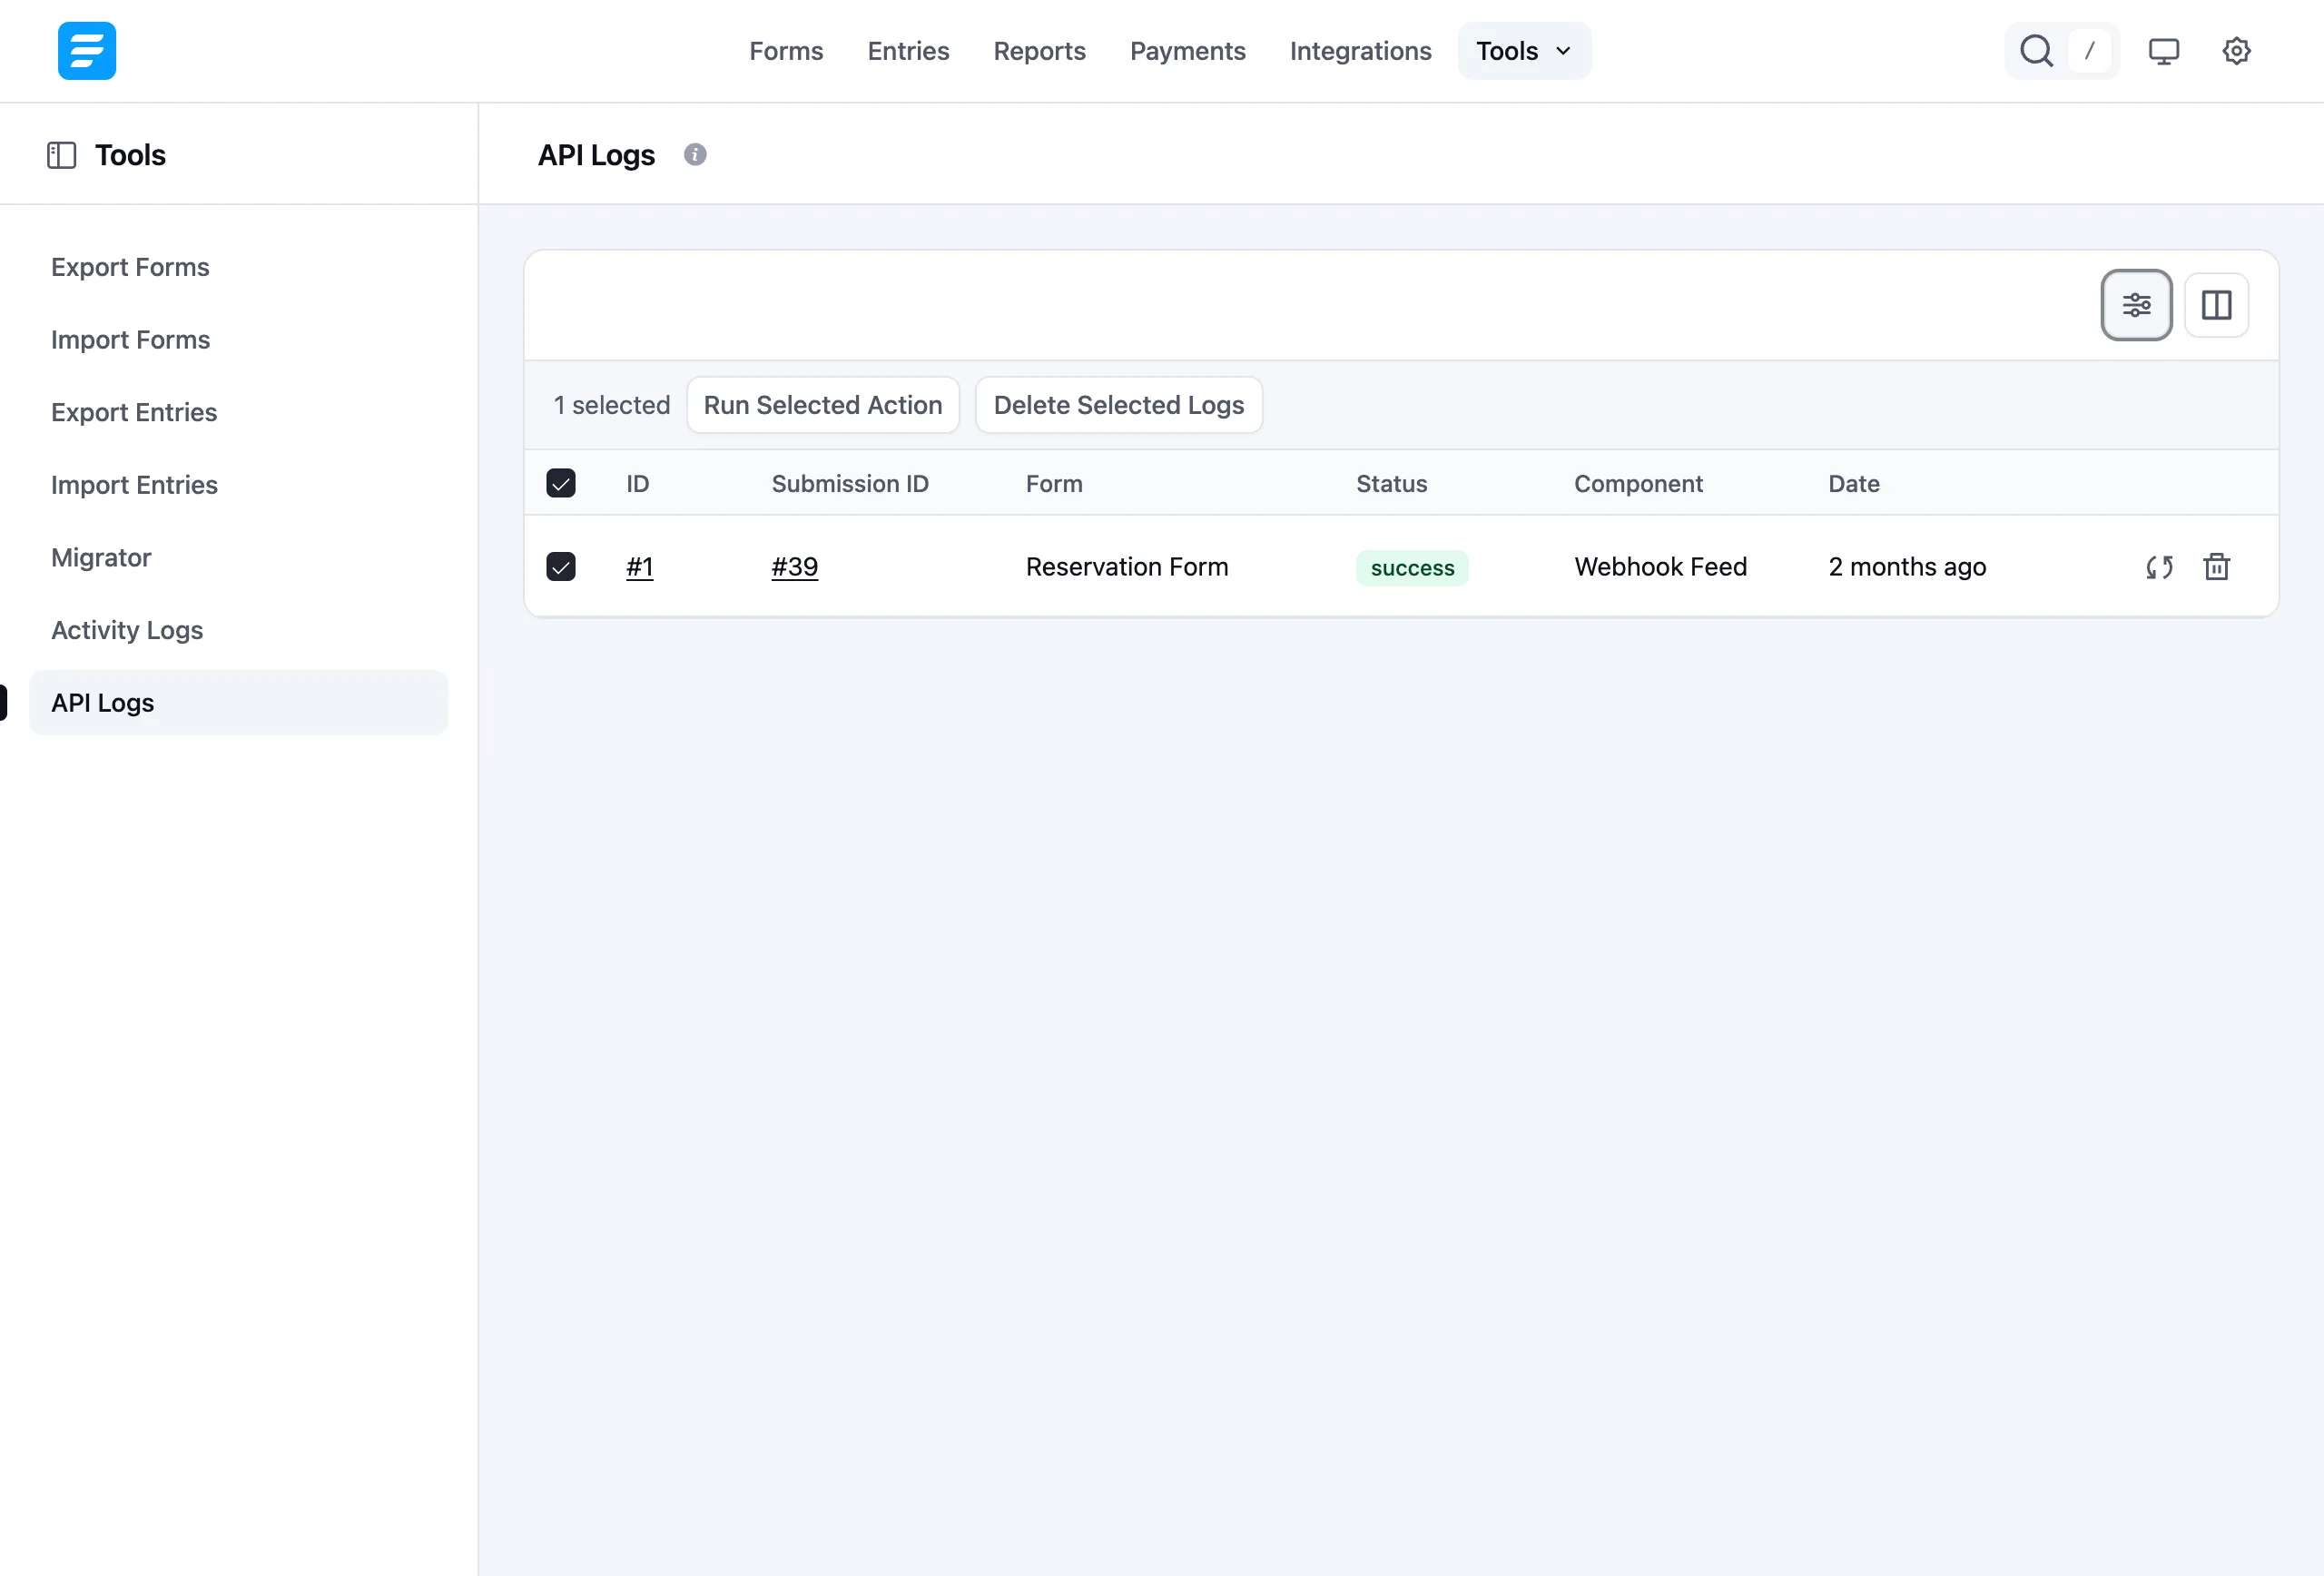 Forms Entries Reports Payments Integrations Tools /
Tools
API Logs
Export Forms
Import Forms
Export Entries
Import Entries
Migrator
Activity Logs
API Logs
1 selected Run Selected Action Delete Selected Logs
ID Submission ID Form Status Component Date
#1 #39 Reservation Form success Webhook Feed 2 months ago